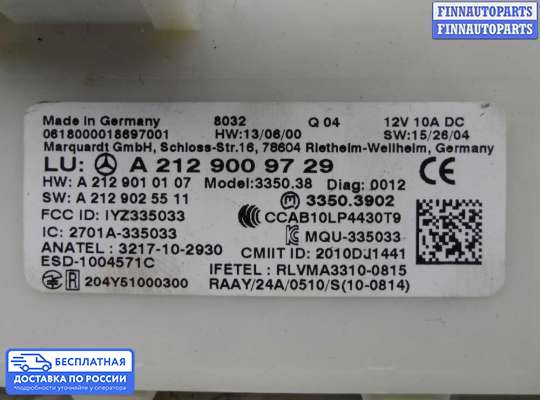 FINNAUTOPARTS
FINNAUTOPARTS
Made in Germany 8032 Q 04 12V 10A DC
0618000018697001 HW:13/06/00 SW:15/26/04
Marquardt GmbH, Schloss-Str.16, 78604 Rietheim-Weilheim, Germany
LU: A 212 900 97 29 CE
HW: A 212 901 01 07 Model:3350.38 Diag: 0012
SW: A 212 902 55 11 3350.3902
FCC ID: IYZ335033 CCAB10LP4430T9
IC: 2701A-335033 MQU-335033
ANATEL: 3217-10-2930 CMIIT ID: 2010DJ1441
ESD-1004571C IFETEL: RLVMA3310-0815
R 204Y51000300 RAAY/24A/0510/S(10-0814)
БЕСПЛАТНАЯ
ДОСТАВКА ПО РОССИИ
подробности уточняйте у оператора